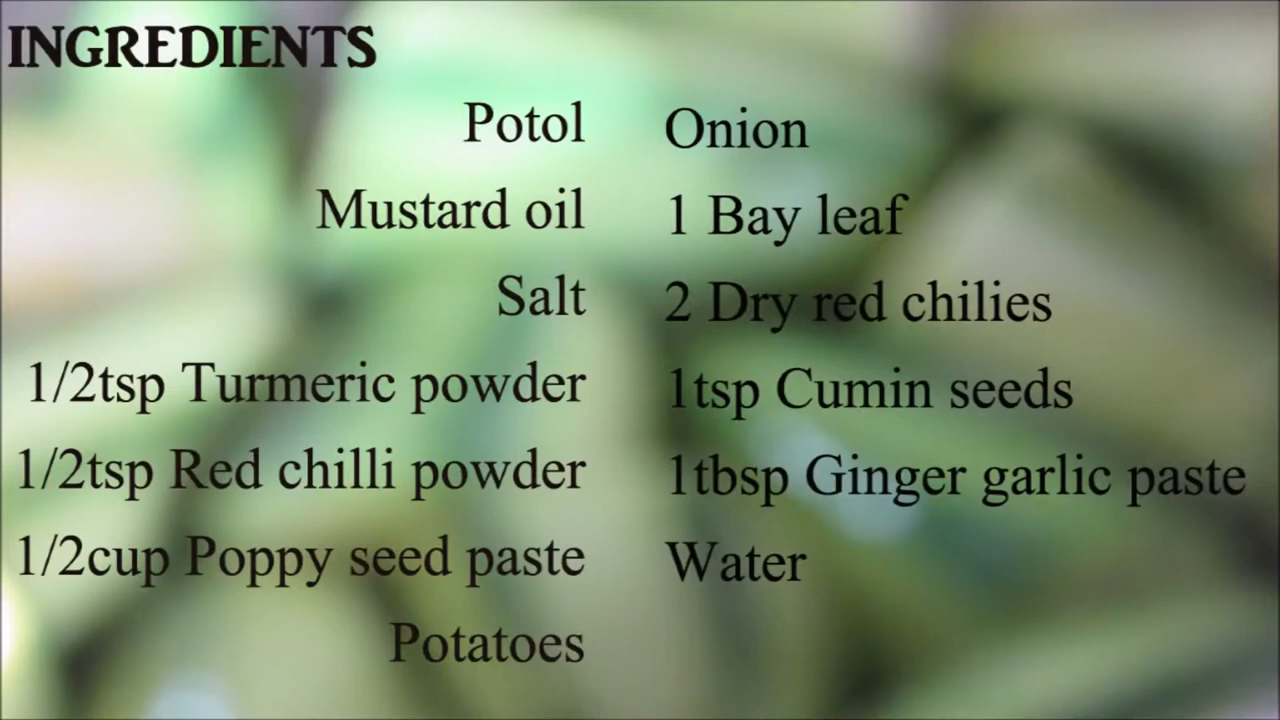 INGREDIENTS
Potol
Mustard oil
Salt
1/2tsp Turmeric powder
1/2tsp Red chilli powder
1/2cup Poppy seed paste
Potatoes
Onion
1 Bay leaf
2 Dry red chilies
1tsp Cumin seeds
1tbsp Ginger garlic paste
Water